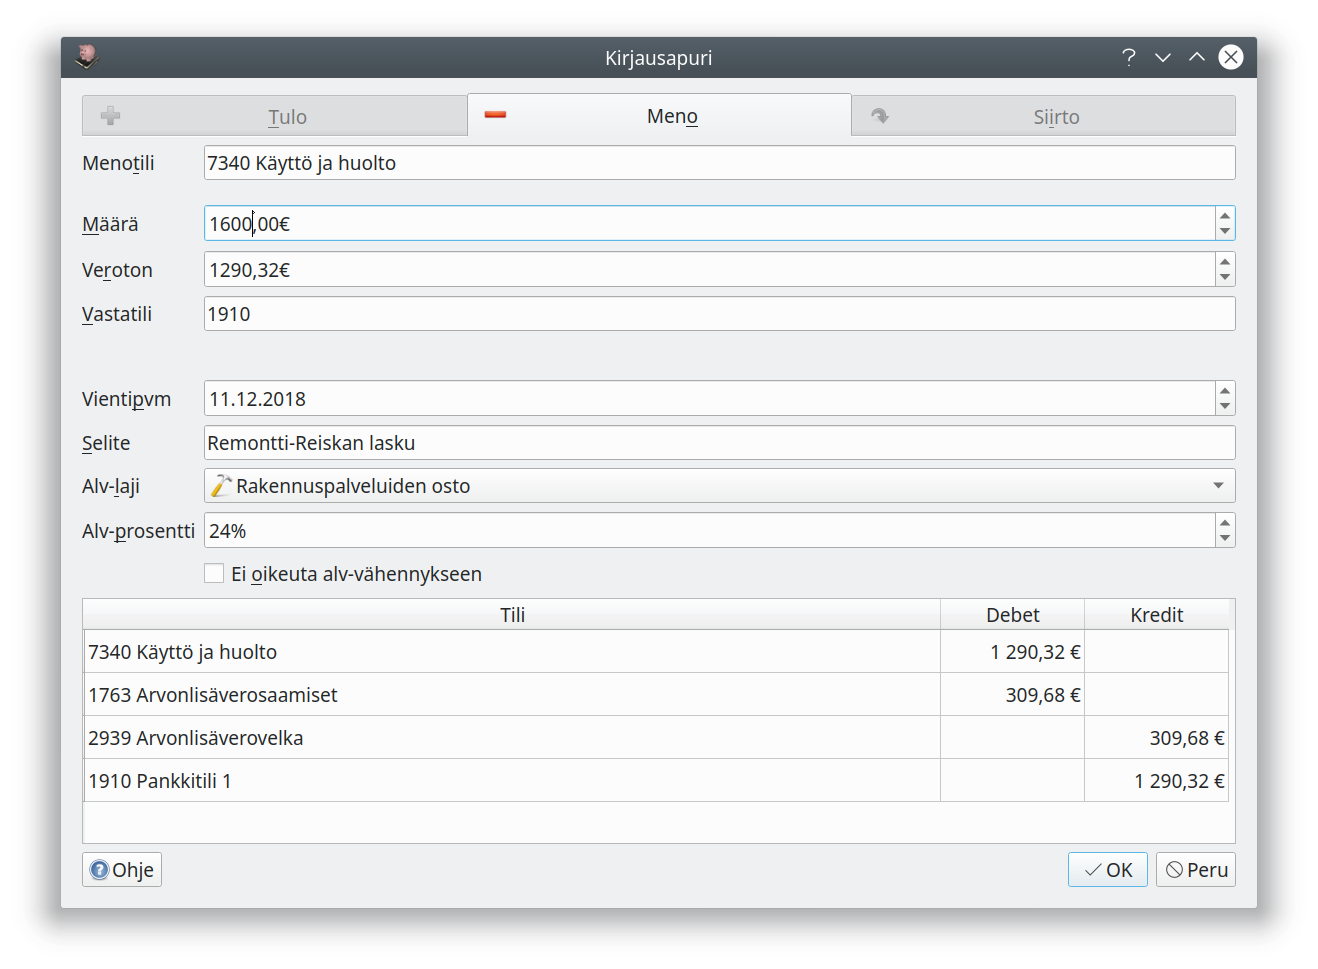 Kirjausapuri
Tulo Meno Siirto
Menotili 7340 Käyttö ja huolto
Määrä 1600,00€
Veroton 1290,32€
Vastatili 1910
Vientipvm 11.12.2018
Selite Remontti-Reiskan lasku
Alv-laji Rakennuspalveluiden osto
Alv-prosentti 24%
Ei oikeuta alv-vähennykseen
Tili Debet Kredit
7340 Käyttö ja huolto 1 290,32 €
1763 Arvonlisäverosaamiset 309,68 €
2939 Arvonlisäverovelka 309,68 €
1910 Pankkitili 1 1 290,32 €
Ohje OK Peru